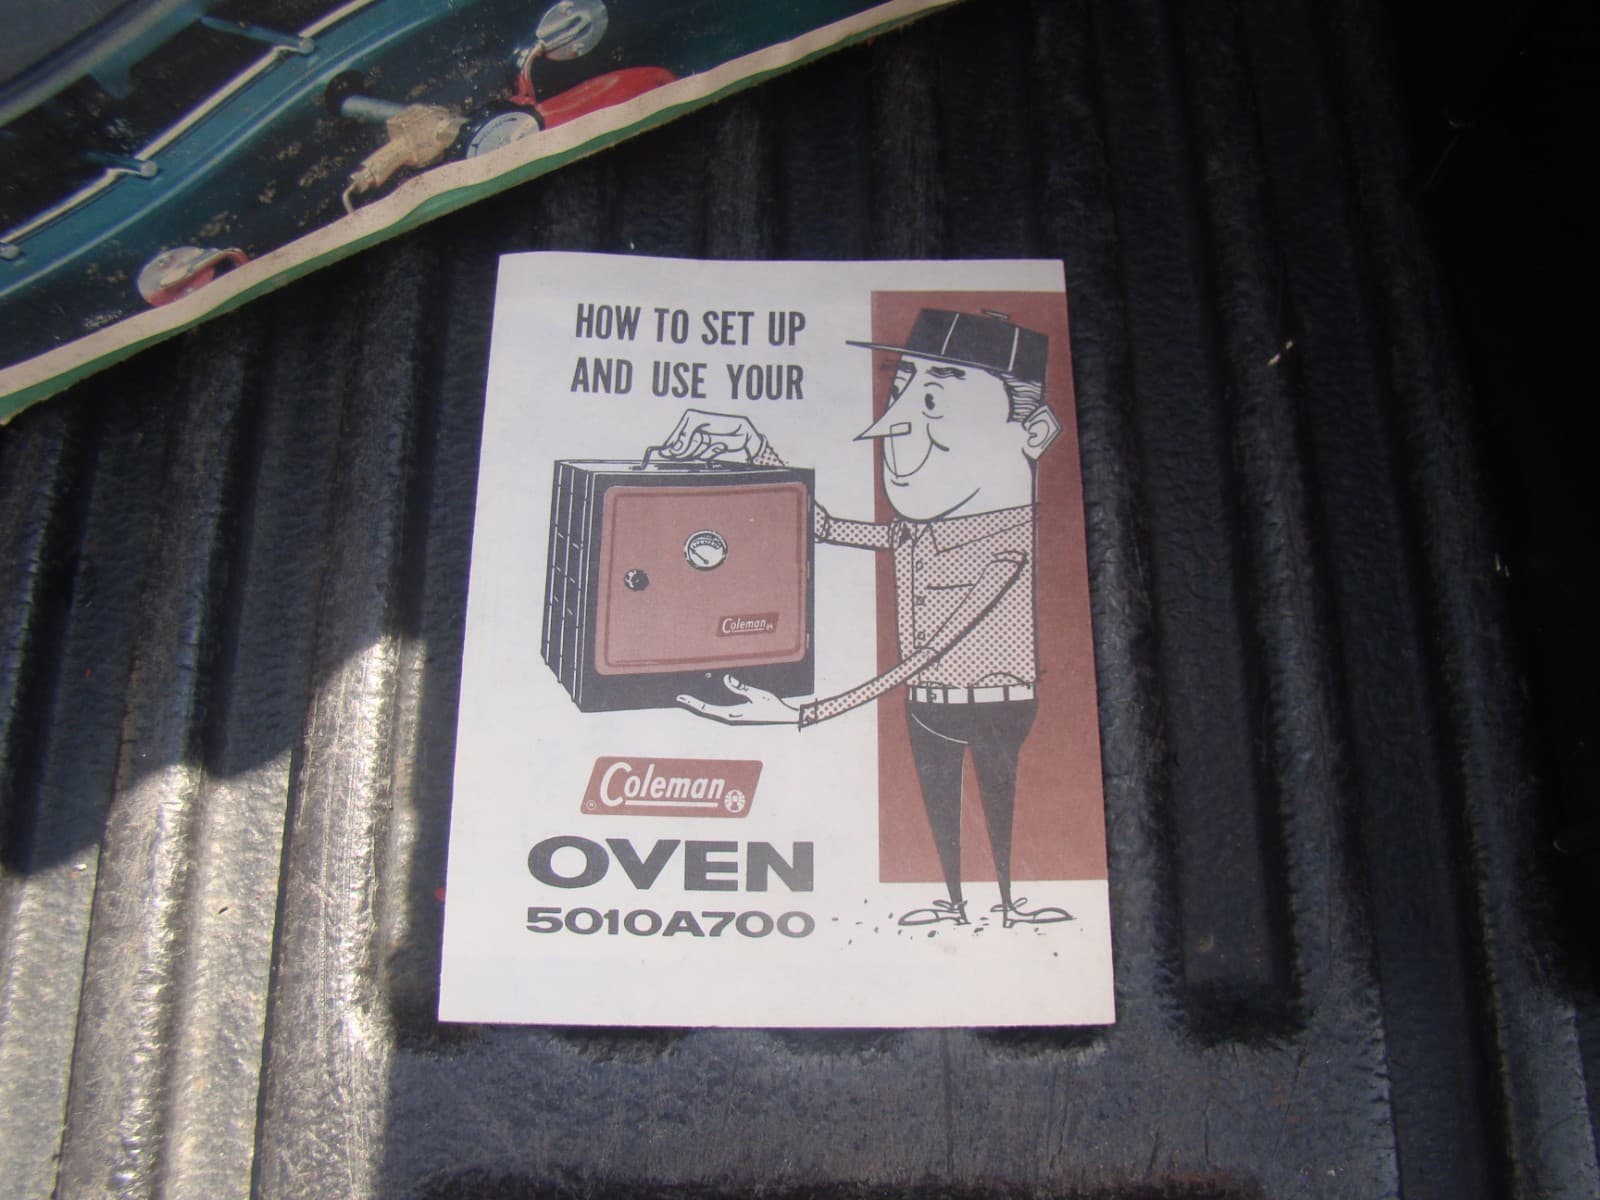 HOW TO SET UP
AND USE YOUR
Coleman
Coleman
OVEN
5010A700